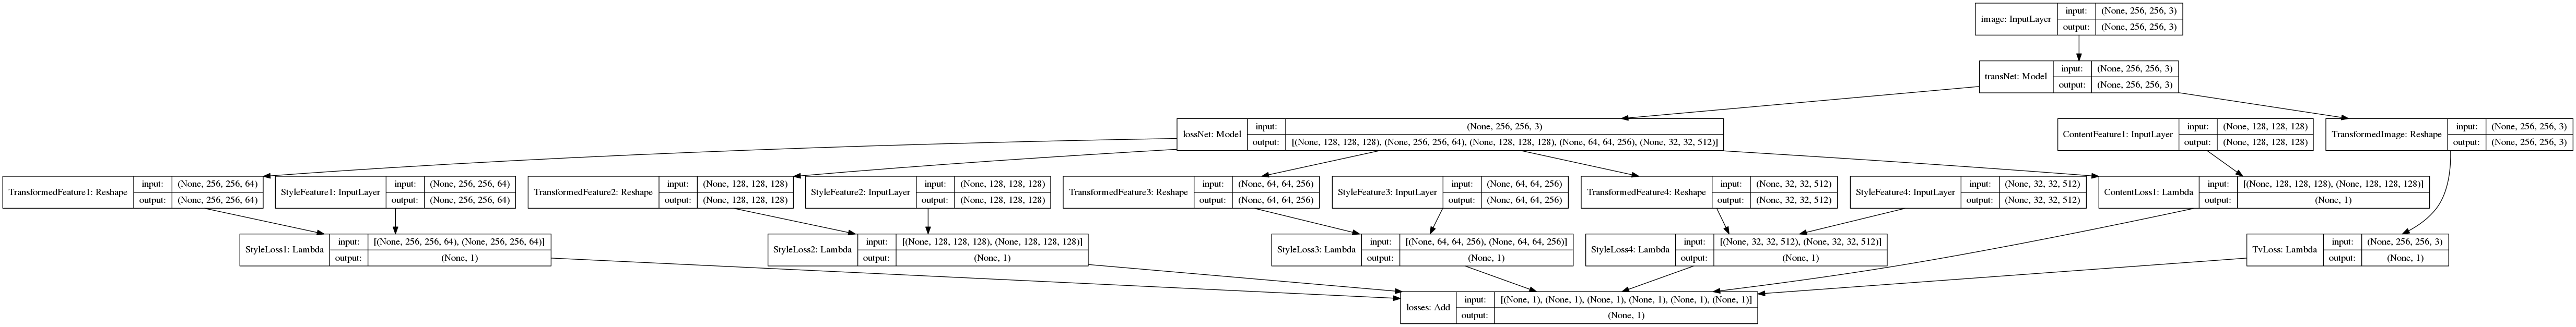 image: InputLayer
input: (None, 256, 256, 3)
output: (None, 256, 256, 3)
transNet: Model
input: (None, 256, 256, 3)
output: (None, 256, 256, 3)
lossNet: Model
input: (None, 256, 256, 3)
output: [(None, 128, 128, 128), (None, 256, 256, 64), (None, 128, 128, 128), (None, 64, 64, 256), (None, 32, 32, 512)]
ContentFeature1: InputLayer
input: (None, 128, 128, 128)
output: (None, 128, 128, 128)
TransformedImage: Reshape
input: (None, 256, 256, 3)
output: (None, 256, 256, 3)
TransformedFeature1: Reshape
input: (None, 256, 256, 64)
output: (None, 256, 256, 64)
StyleFeature1: InputLayer
input: (None, 256, 256, 64)
output: (None, 256, 256, 64)
TransformedFeature2: Reshape
input: (None, 128, 128, 128)
output: (None, 128, 128, 128)
StyleFeature2: InputLayer
input: (None, 128, 128, 128)
output: (None, 128, 128, 128)
TransformedFeature3: Reshape
input: (None, 64, 64, 256)
output: (None, 64, 64, 256)
StyleFeature3: InputLayer
input: (None, 64, 64, 256)
output: (None, 64, 64, 256)
TransformedFeature4: Reshape
input: (None, 32, 32, 512)
output: (None, 32, 32, 512)
StyleFeature4: InputLayer
input: (None, 32, 32, 512)
output: (None, 32, 32, 512)
ContentLoss1: Lambda
input: [(None, 128, 128, 128), (None, 128, 128, 128)]
output: (None, 1)
StyleLoss1: Lambda
input: [(None, 256, 256, 64), (None, 256, 256, 64)]
output: (None, 1)
StyleLoss2: Lambda
input: [(None, 128, 128, 128), (None, 128, 128, 128)]
output: (None, 1)
StyleLoss3: Lambda
input: [(None, 64, 64, 256), (None, 64, 64, 256)]
output: (None, 1)
StyleLoss4: Lambda
input: [(None, 32, 32, 512), (None, 32, 32, 512)]
output: (None, 1)
TvLoss: Lambda
input: (None, 256, 256, 3)
output: (None, 1)
losses: Add
input: [(None, 1), (None, 1), (None, 1), (None, 1), (None, 1), (None, 1)]
output: (None, 1)